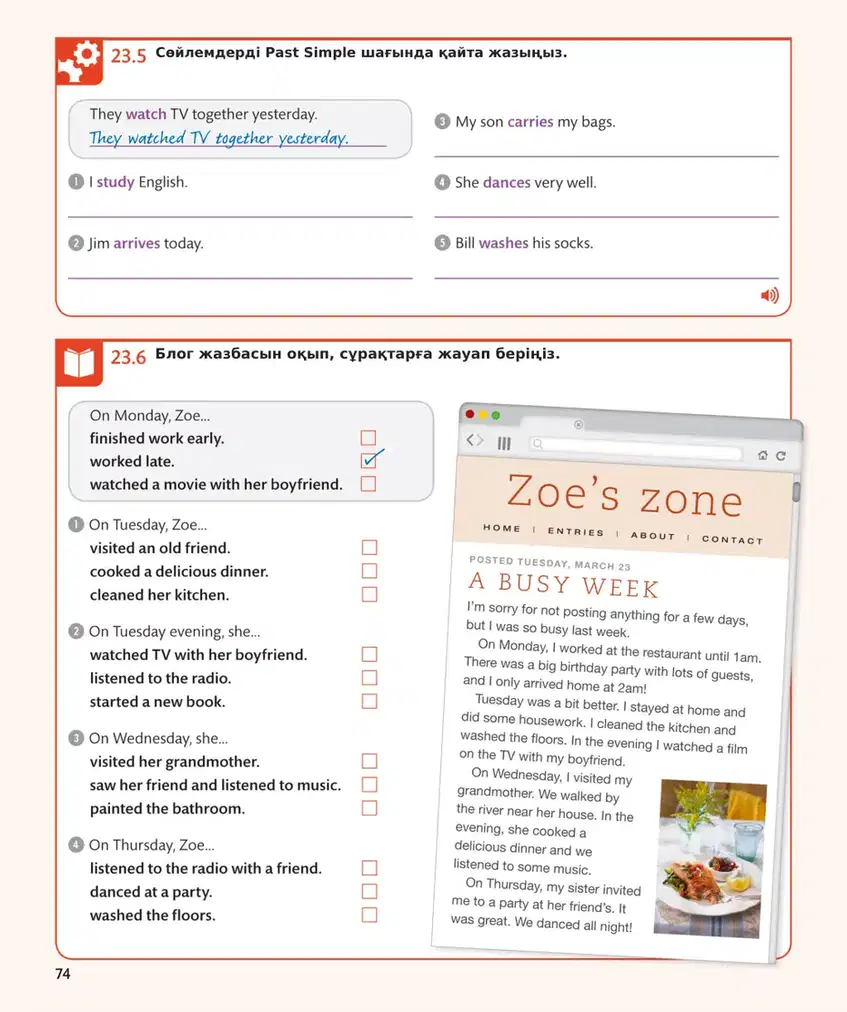 23.5 Сөйлемдерді Past Simple шағында қайта жазыңыз.
They watch TV together yesterday.
They watched TV together yesterday.
1 I study English.
2 Jim arrives today.
3 My son carries my bags.
4 She dances very well.
5 Bill washes his socks.
23.6 Блог жазбасын оқып, сұрақтарға жауап беріңіз.
On Monday, Zoe...
finished work early.
worked late.
watched a movie with her boyfriend.
1 On Tuesday, Zoe...
visited an old friend.
cooked a delicious dinner.
cleaned her kitchen.
2 On Tuesday evening, she...
watched TV with her boyfriend.
listened to the radio.
started a new book.
3 On Wednesday, she...
visited her grandmother.
saw her friend and listened to music.
painted the bathroom.
4 On Thursday, Zoe...
listened to the radio with a friend.
danced at a party.
washed the floors.
Zoe's zone
HOME | ENTRIES | ABOUT | CONTACT
POSTED TUESDAY, MARCH 23
A BUSY WEEK
I'm sorry for not posting anything for a few days,
but I was so busy last week.
On Monday, I worked at the restaurant until 1am.
There was a big birthday party with lots of guests,
and I only arrived home at 2am!
Tuesday was a bit better. I stayed at home and
did some housework. I cleaned the kitchen and
washed the floors. In the evening I watched a film
on the TV with my boyfriend.
On Wednesday, I visited my
grandmother. We walked by
the river near her house. In the
evening, she cooked a
delicious dinner and we
listened to some music.
On Thursday, my sister invited
me to a party at her friend's. It
was great. We danced all night!
74